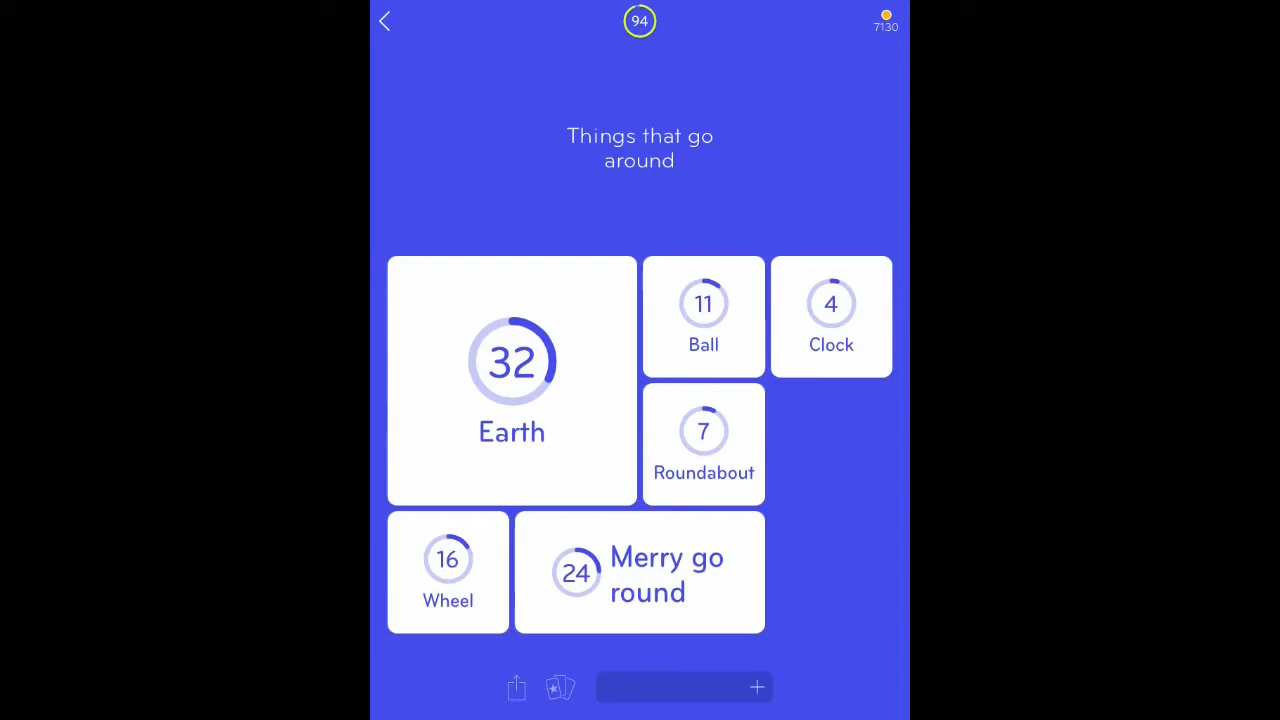 94
7130
Things that go
around
32
Earth
11
Ball
4
Clock
7
Roundabout
16
Wheel
24
Merry go
round